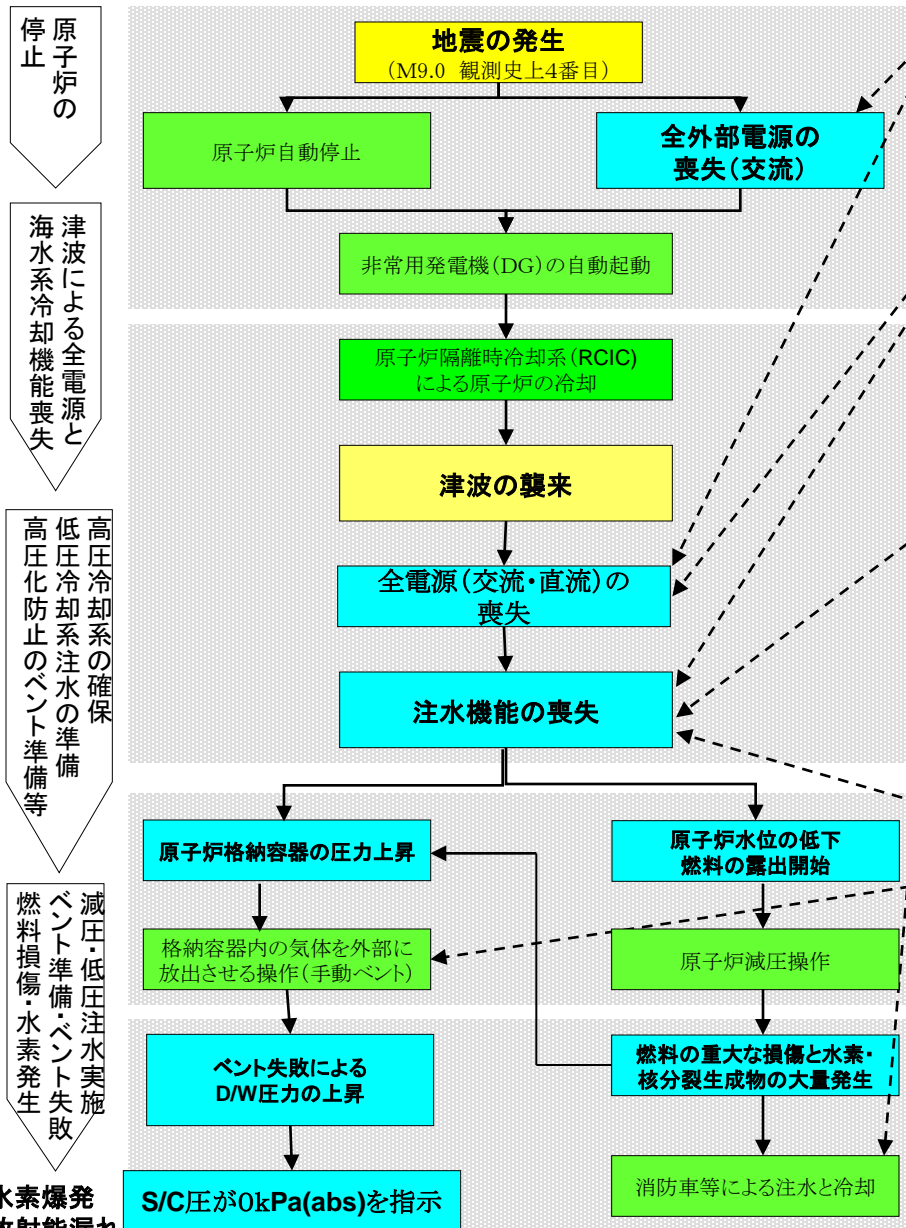 原子炉の
停止
地震の発生
(M9.0 観測史上4番目)
原子炉自動停止
全外部電源の
喪失(交流)
非常用発電機(DG)の自動起動
津波による全電源と
海水系冷却機能喪失
原子炉隔離時冷却系(RCIC)
による原子炉の冷却
津波の襲来
全電源(交流・直流)の
喪失
注水機能の喪失
高圧冷却系の確保
低圧冷却系注水の準備
高圧化防止のベント準備等
原子炉格納容器の圧力上昇
原子炉水位の低下
燃料の露出開始
格納容器内の気体を外部に
放出させる操作(手動ベント)
原子炉減圧操作
減圧・低圧注水実施
ベント準備・ベント失敗
燃料損傷・水素発生
ベント失敗による
D/W圧力の上昇
燃料の重大な損傷と水素・
核分裂生成物の大量発生
消防車等による注水と冷却
水素爆発
放射能漏れ
S/C圧が0kPa(abs)を指示